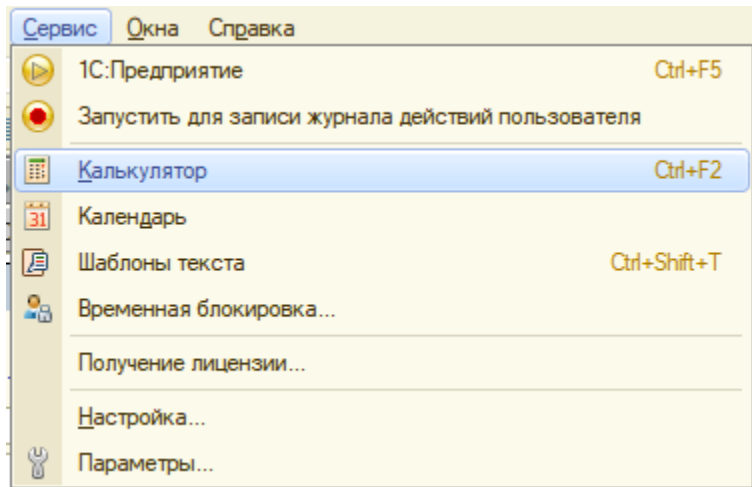 Сервис Окна Справка
1С:Предприятие Ctrl+F5
Запустить для записи журнала действий пользователя
Калькулятор Ctrl+F2
31 Календарь
Шаблоны текста Ctrl+Shift+T
Временная блокировка...
Получение лицензии...
Настройка...
Параметры...